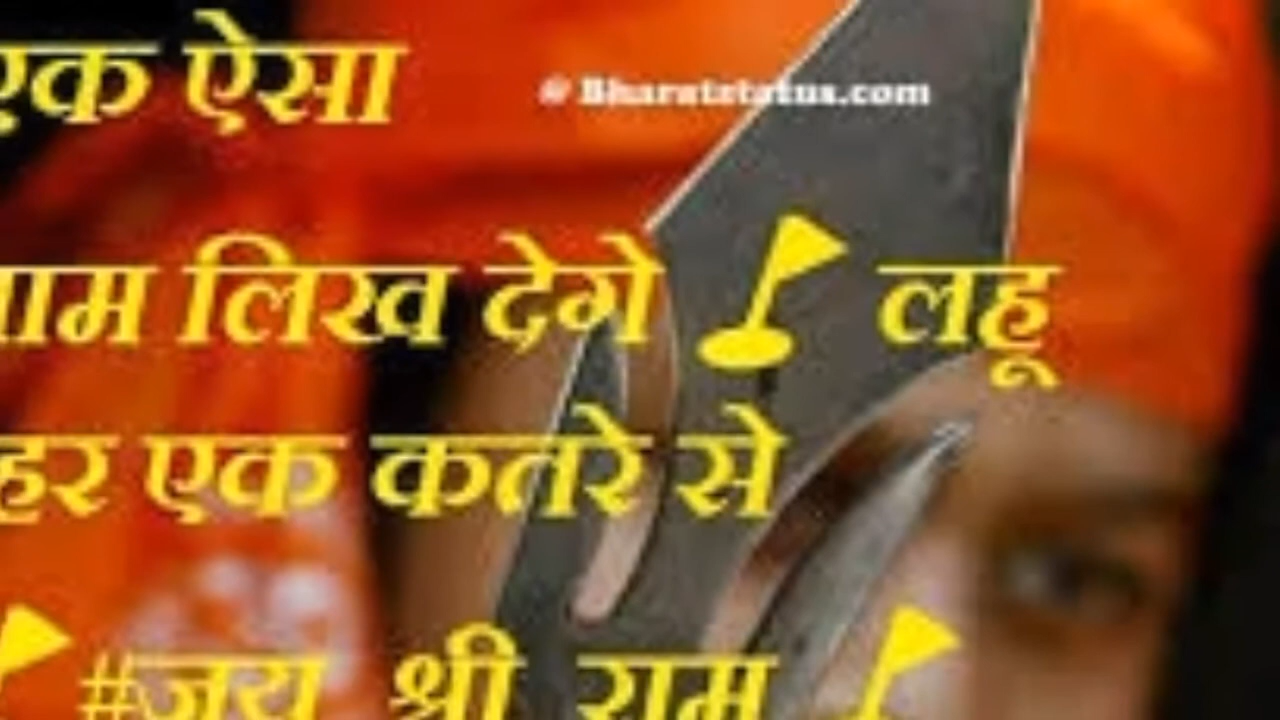 एक ऐसा
@ Bharatstatus.com
लिख देगे लहू
हर एक कतरे से
#जय श्री राम